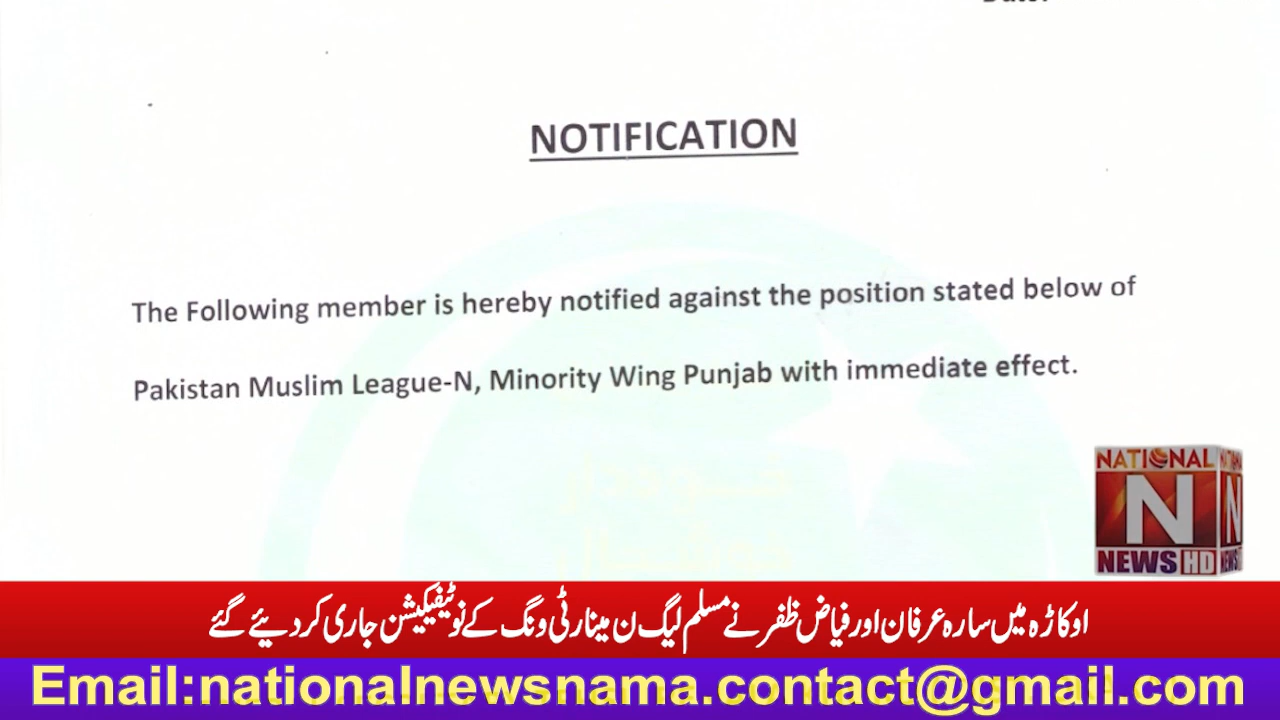 NOTIFICATION
The Following member is hereby notified against the position stated below of
Pakistan Muslim League-N, Minority Wing Punjab with immediate effect.
NATIONAL
N
NEWS HD
اوکاڑہ میں سارہ عرفان اور فیاض ظفر نے مسلم لیگ ن مینارٹی ونگ کے نوٹیفیکیشن جاری کر دیئے گئے
Email:nationalnewsnama.contact@gmail.com